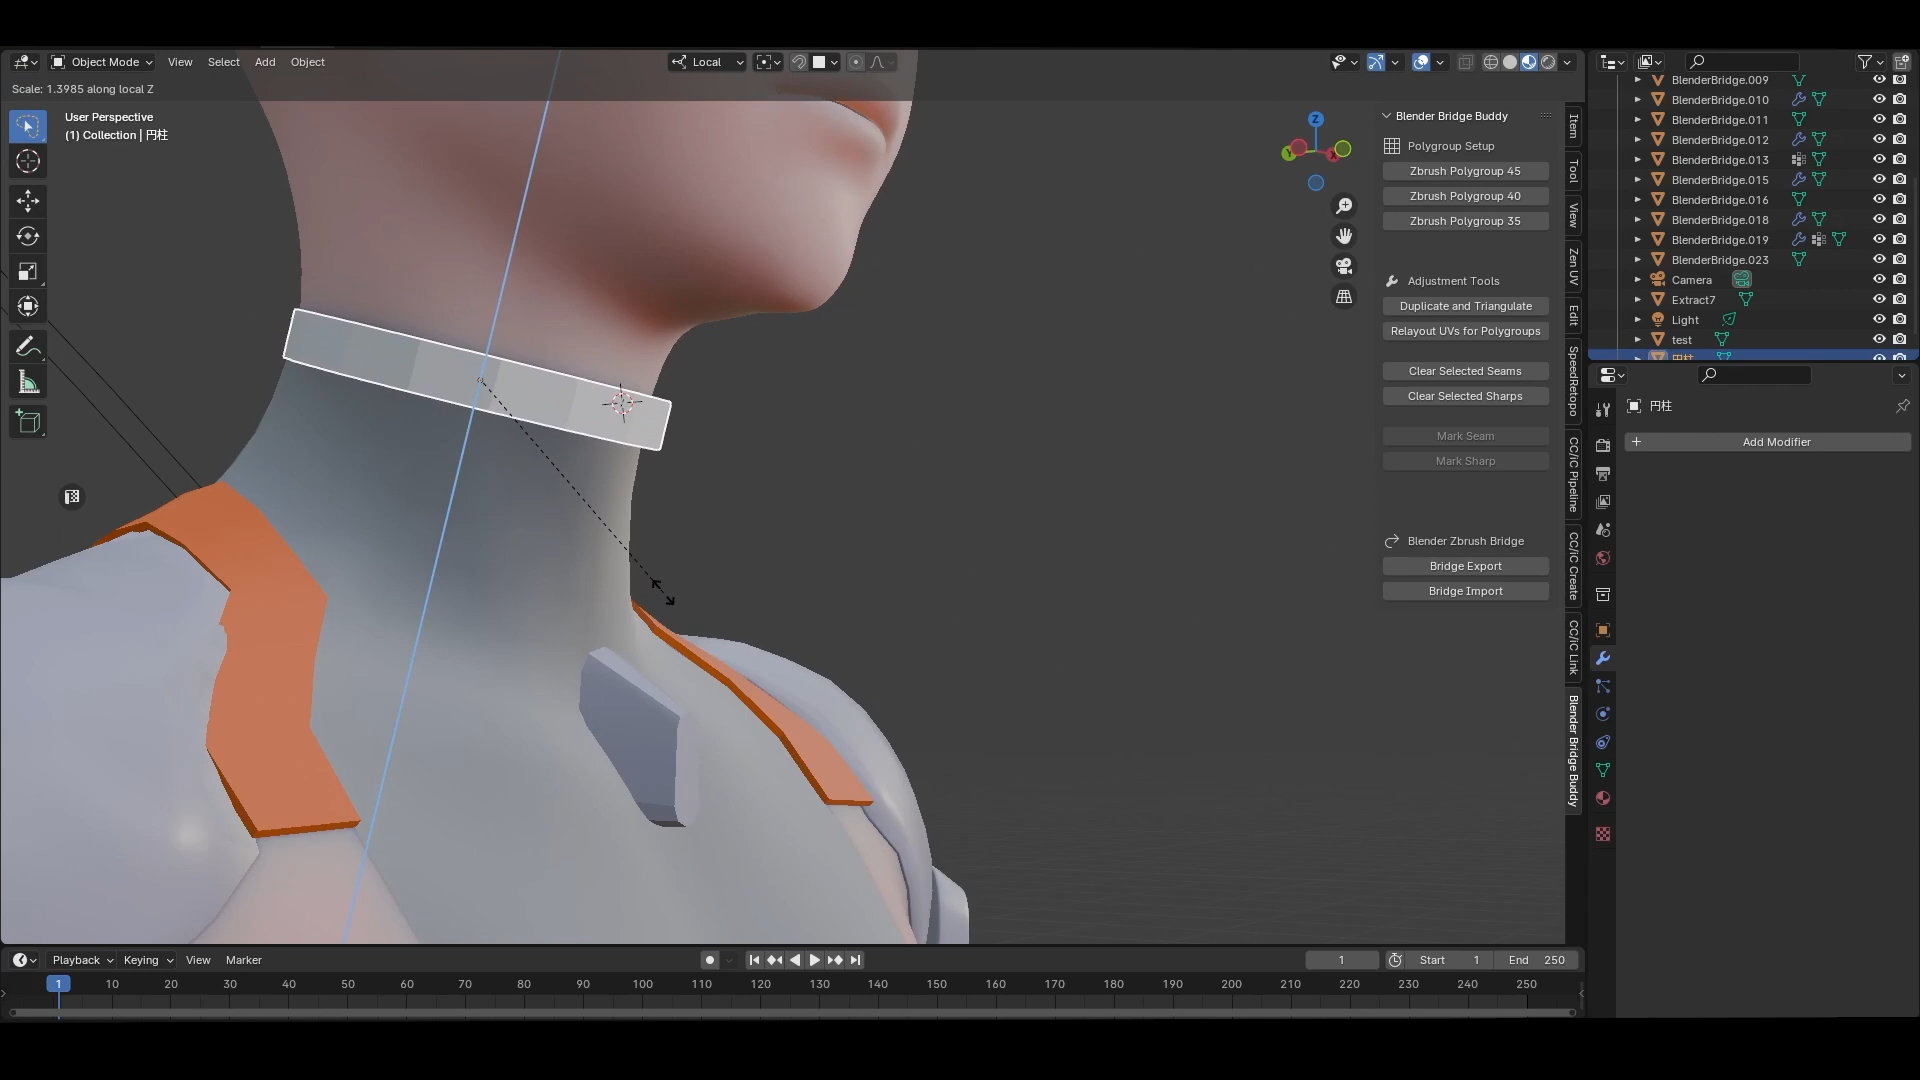 Object Mode View Select Add Object Local
Scale: 1.3985 along local Z
User Perspective
(1) Collection | 円柱
Z
Y
X
Blender Bridge Buddy
Polygroup Setup
Zbrush Polygroup 45
Zbrush Polygroup 40
Zbrush Polygroup 35
Adjustment Tools
Duplicate and Triangulate
Relayout UVs for Polygroups
Clear Selected Seams
Clear Selected Sharps
Mark Seam
Mark Sharp
Blender Zbrush Bridge
Bridge Export
Bridge Import
Item
Tool
View
Zen UV
Edit
SpeedRetopo
CC/iC Pipeline
CC/iC Create
CC/iC Link
Blender Bridge Buddy
BlenderBridge.009
BlenderBridge.010
BlenderBridge.011
BlenderBridge.012
BlenderBridge.013
BlenderBridge.015
BlenderBridge.016
BlenderBridge.018
BlenderBridge.019
BlenderBridge.023
Camera
Extract7
Light
test
円柱
円柱
+ Add Modifier
Playback Keying View Marker 1 Start 1 End 250
1 10 20 30 40 50 60 70 80 90 100 110 120 130 140 150 160 170 180 190 200 210 220 230 240 250